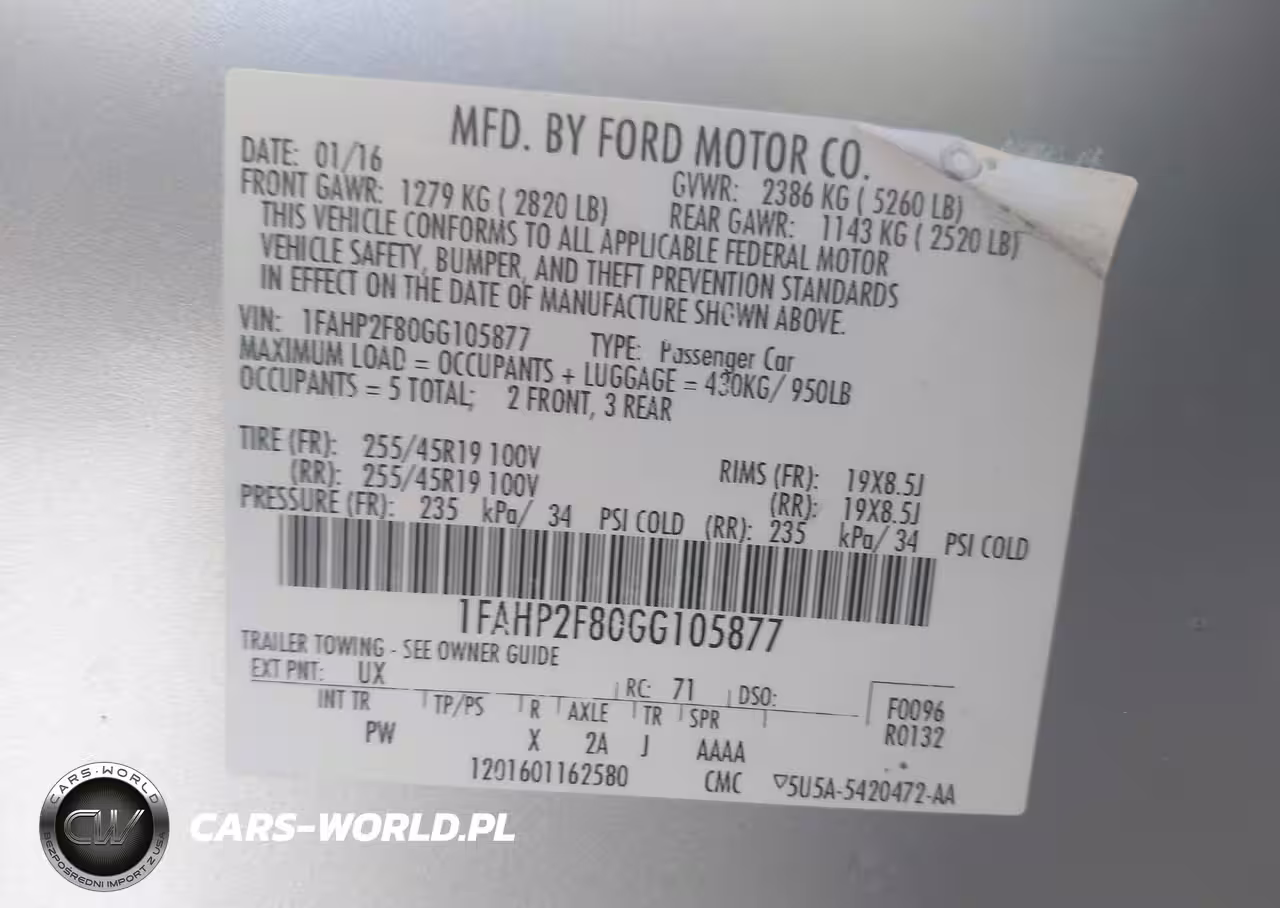 MFD. BY FORD MOTOR CO.
DATE: 01/16 GVWR: 2386 KG ( 5260 LB)
FRONT GAWR: 1279 KG ( 2820 LB) REAR GAWR: 1143 KG ( 2520 LB)
THIS VEHICLE CONFORMS TO ALL APPLICABLE FEDERAL MOTOR
VEHICLE SAFETY, BUMPER, AND THEFT PREVENTION STANDARDS
IN EFFECT ON THE DATE OF MANUFACTURE SHOWN ABOVE.
VIN: 1FAHP2F80GG105877 TYPE: Passenger Car
MAXIMUM LOAD = OCCUPANTS + LUGGAGE = 430KG/ 950LB
OCCUPANTS = 5 TOTAL; 2 FRONT, 3 REAR
TIRE (FR): 255/45R19 100V RIMS (FR): 19X8.5J
(RR): 255/45R19 100V (RR): 19X8.5J
PRESSURE (FR): 235 kPa/ 34 PSI COLD (RR): 235 kPa/ 34 PSI COLD
1FAHP2F80GG105877
TRAILER TOWING - SEE OWNER GUIDE
EXT PNT: UX RC: 71 DSO: F0096
INT TR TP/PS R AXLE TR SPR R0132
PW X 2A J AAAA
1201601162580 CMC ▽5U5A-5420472-AA
CARS-WORLD
CW
BEZPOŚREDNI IMPORT Z USA
CARS-WORLD.PL